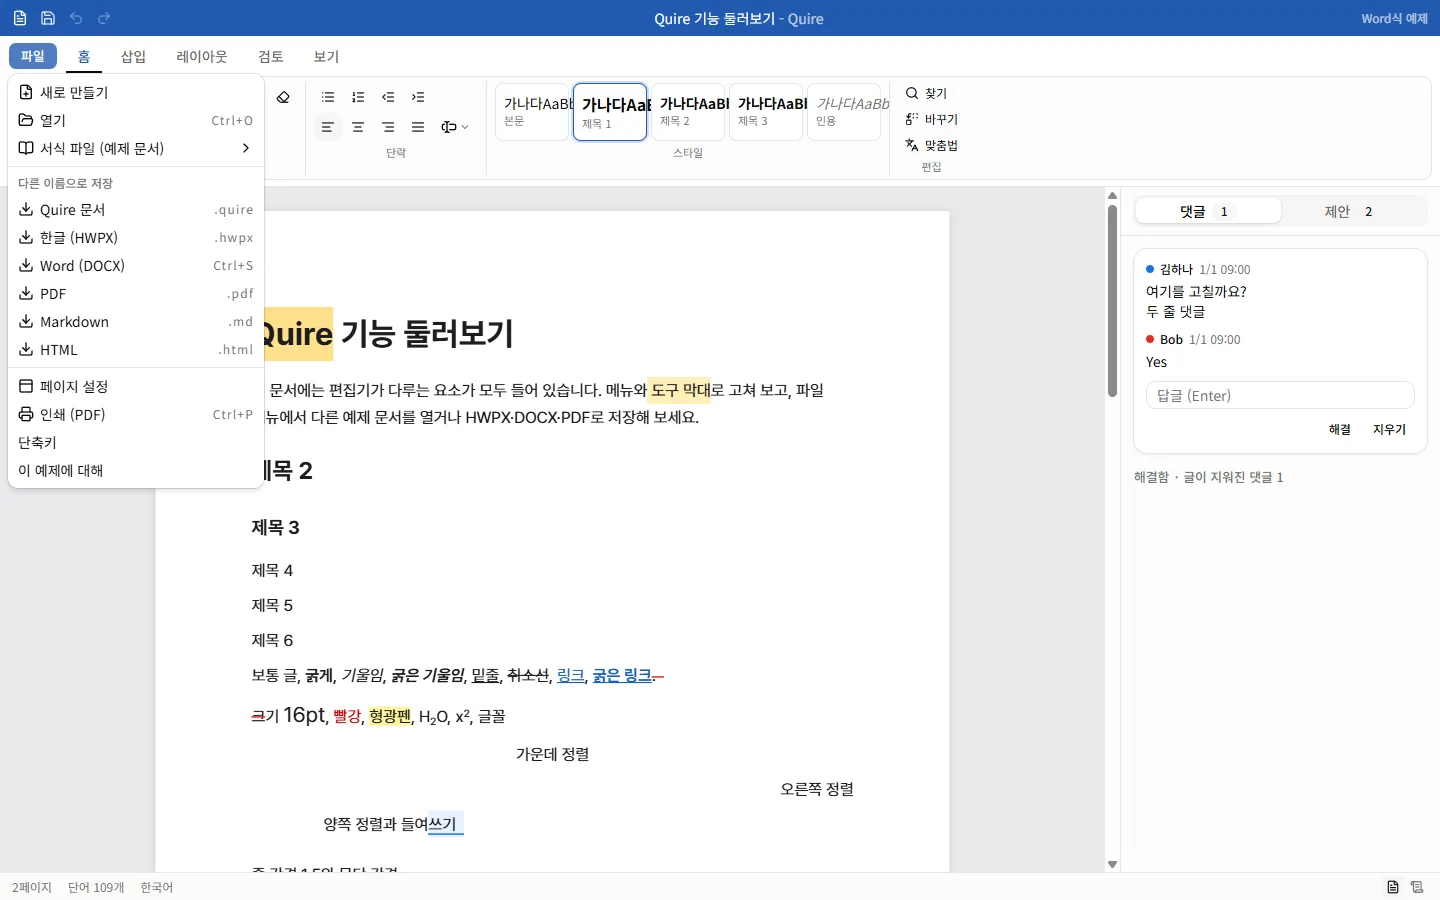 Quire 기능 둘러보기 - Quire
Word식 예제
파일 홈 삽입 레이아웃 검토 보기
새로 만들기
열기 Ctrl+O
서식 파일 (예제 문서)
다른 이름으로 저장
Quire 문서 .quire
한글 (HWPX) .hwpx
Word (DOCX) Ctrl+S
PDF .pdf
Markdown .md
HTML .html
페이지 설정
인쇄 (PDF) Ctrl+P
단축키
이 예제에 대해
단락
가나다AaBb
본문
가나다AaB
제목 1
가나다AaBb
제목 2
가나다AaBb
제목 3
가나다AaBb
인용
스타일
찾기
바꾸기
맞춤법
편집
Quire 기능 둘러보기
문서에는 편집기가 다루는 요소가 모두 들어 있습니다. 메뉴와 도구 막대로 고쳐 보고, 파일
뉴에서 다른 예제 문서를 열거나 HWPX·DOCX·PDF로 저장해 보세요.
제목 2
제목 3
제목 4
제목 5
제목 6
보통 글, 굵게, 기울임, 굵은 기울임, 밑줄, 취소선, 링크, 굵은 링크.
크기 16pt, 빨강, 형광펜, H₂O, x², 글꼴
가운데 정렬
오른쪽 정렬
양쪽 정렬과 들여쓰기
줄 간격 1.5와 문단 간격
댓글 1
제안 2
김하나 1/1 09:00
여기를 고칠까요?
두 줄 댓글
Bob 1/1 09:00
Yes
답글 (Enter)
해결 지우기
해결함 · 글이 지워진 댓글 1
2페이지 단어 109개 한국어